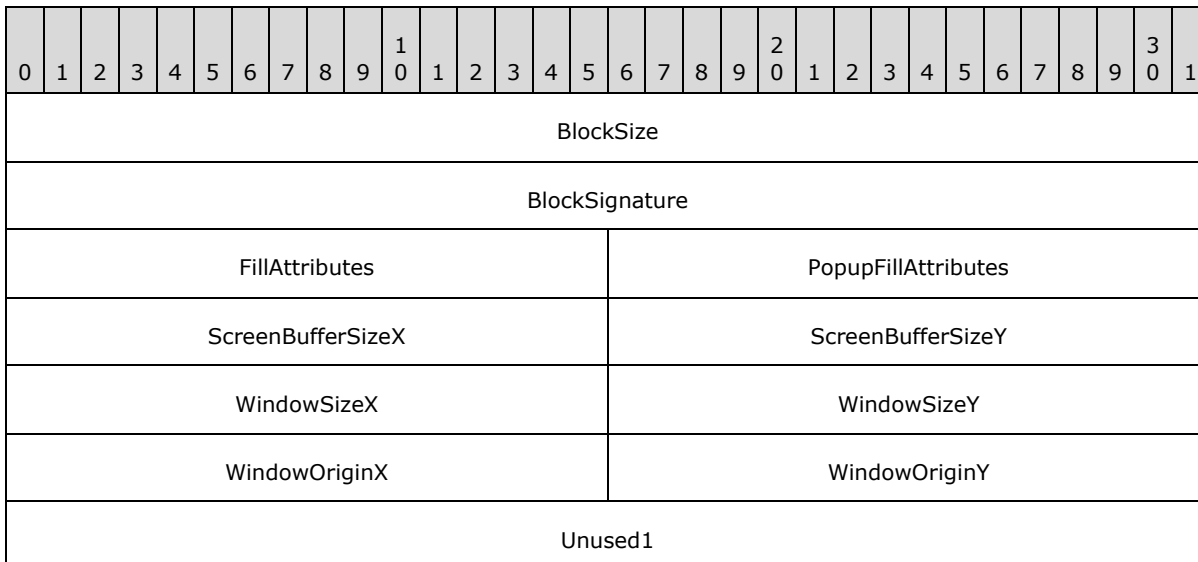 1 2 3
0 1 2 3 4 5 6 7 8 9 0 1 2 3 4 5 6 7 8 9 0 1 2 3 4 5 6 7 8 9 0 1
BlockSize
BlockSignature
FillAttributes PopupFillAttributes
ScreenBufferSizeX ScreenBufferSizeY
WindowSizeX WindowSizeY
WindowOriginX WindowOriginY
Unused1